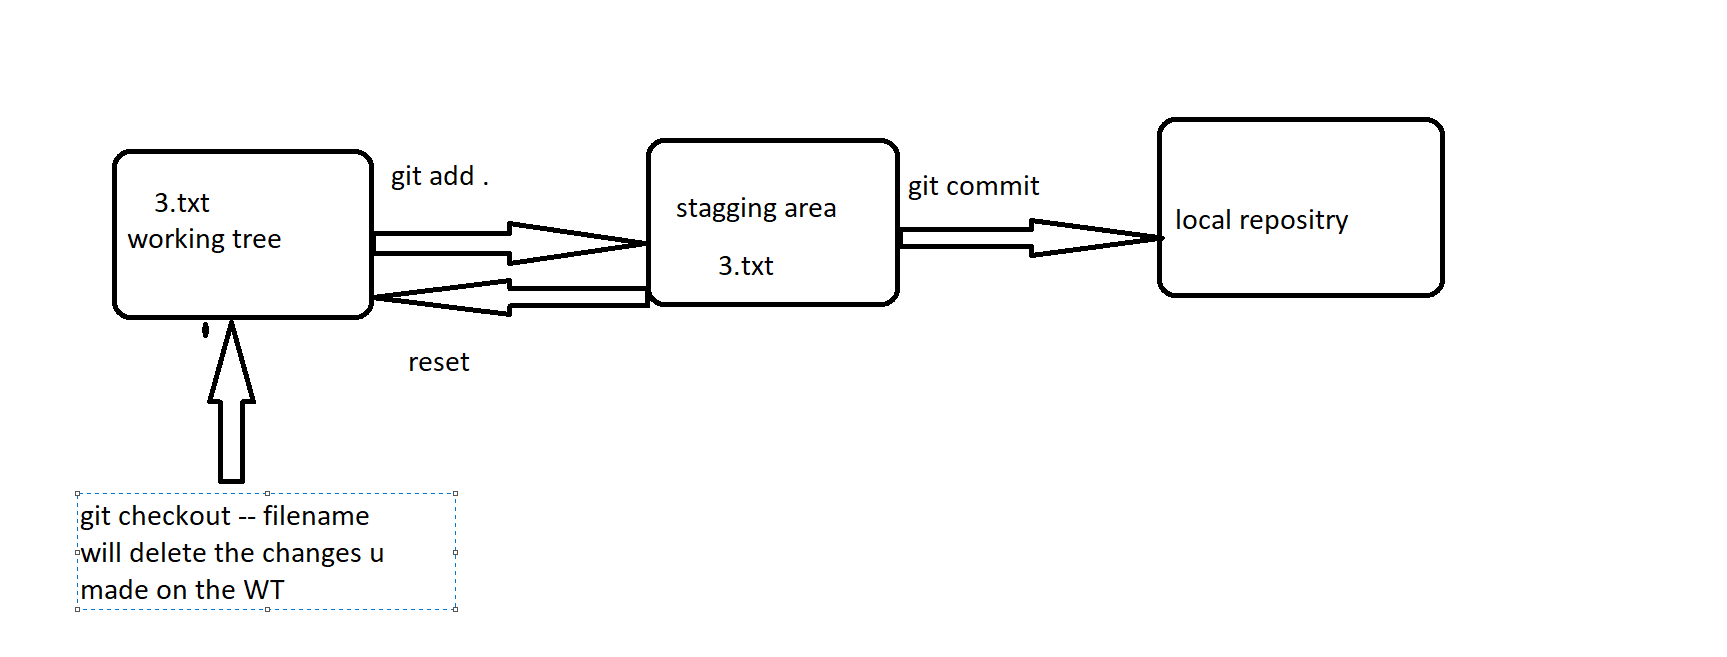 3.txt
working tree
git add .
stagging area
3.txt
git commit
local repositry
reset
git checkout -- filename
will delete the changes u
made on the WT